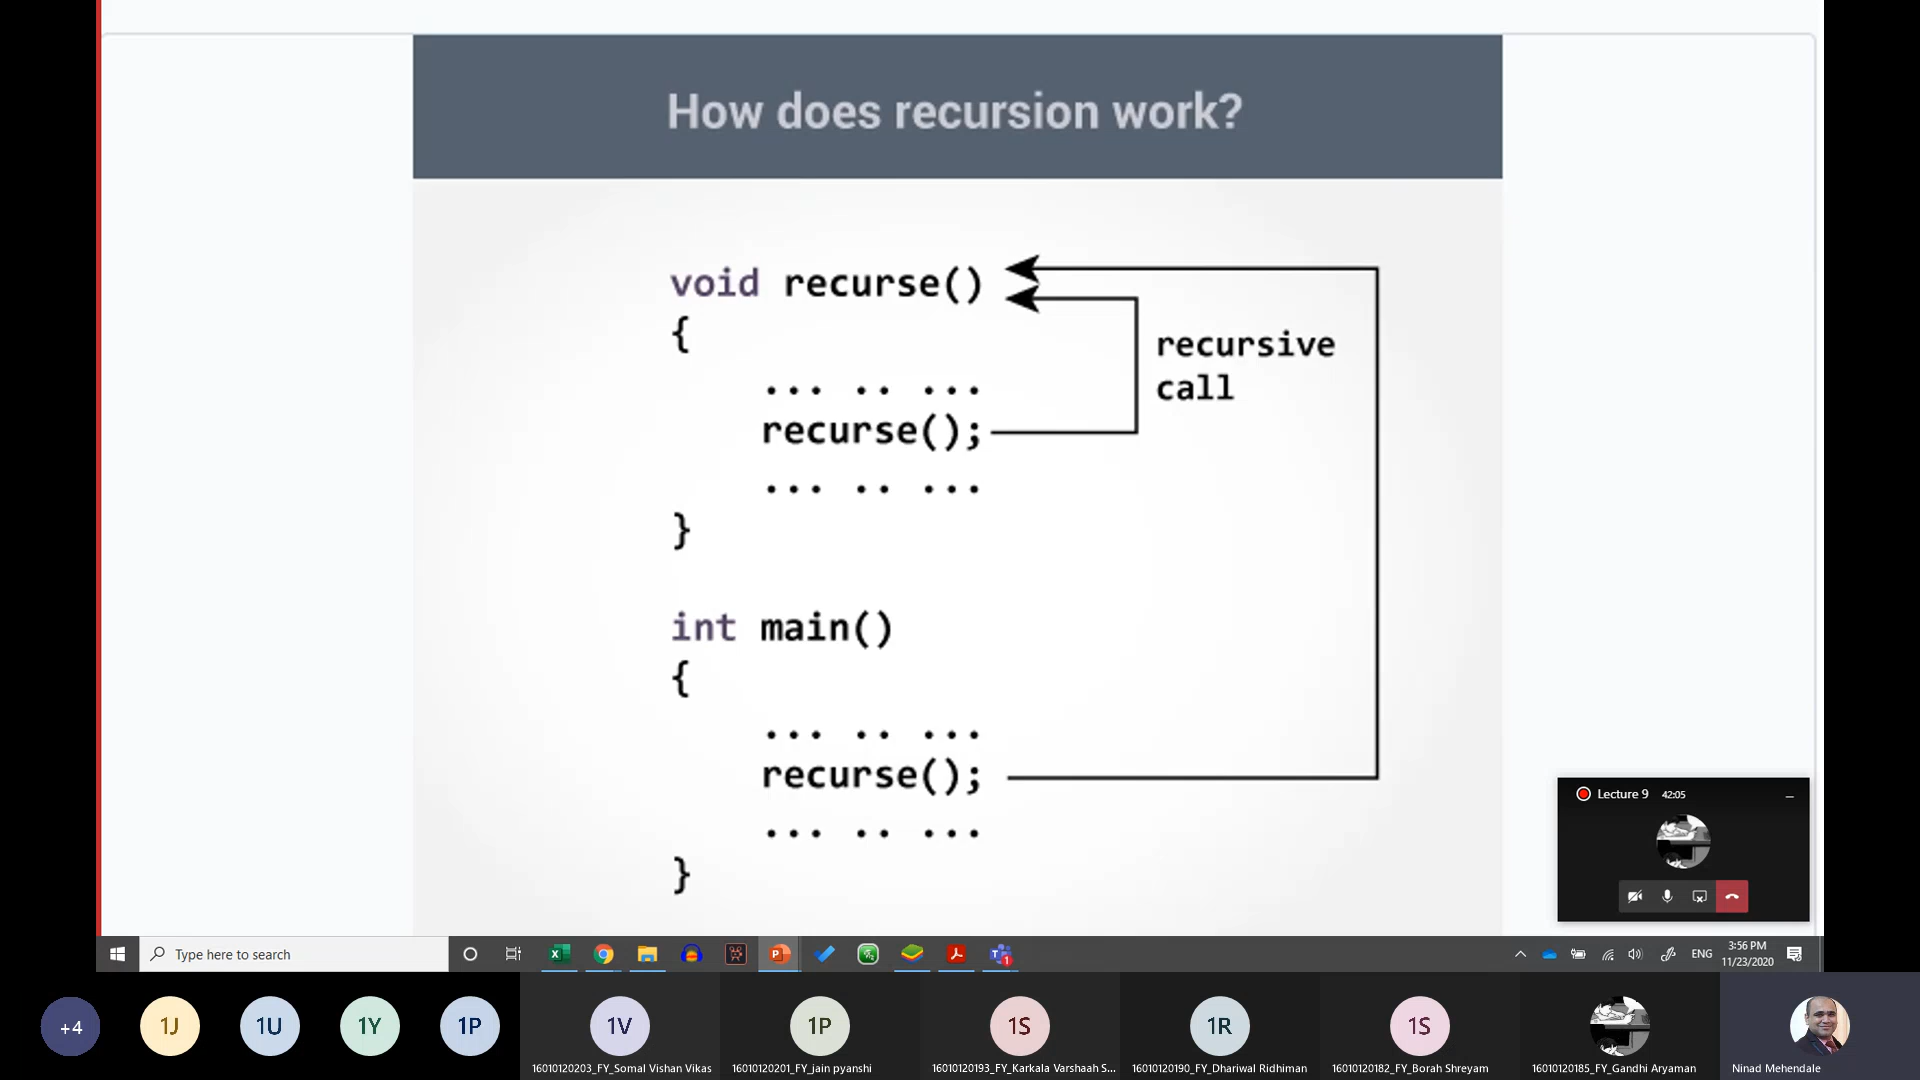 How does recursion work?
void recurse()
{
... .. ...
recurse();
... .. ...
}
recursive
call
int main()
{
... .. ...
recurse();
... .. ...
}
Lecture 9 42:05
Type here to search
ENG
3:56 PM
11/23/2020
+4
1J
1U
1Y
1P
1V
1P
1S
1R
1S
16010120203_FY_Somal Vishan Vikas
16010120201_FY_jain pyanshi
16010120193_FY_Karkala Varshaah S...
16010120190_FY_Dhariwal Ridhiman
16010120182_FY_Borah Shreyam
16010120185_FY_Gandhi Aryaman
Ninad Mehendale